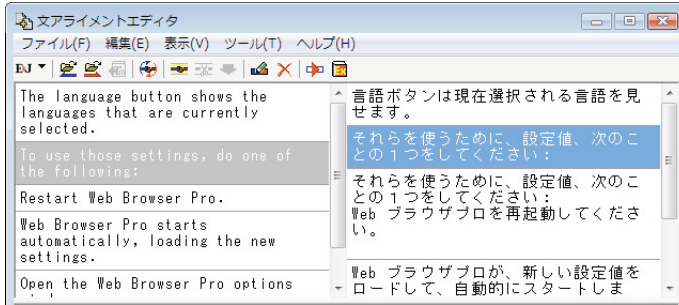 文アライメントエディタ
ファイル(F) 編集(E) 表示(V) ツール(T) ヘルプ(H)
EJ
The language button shows the
languages that are currently
selected.
To use those settings, do one of
the following:
Restart Web Browser Pro.
Web Browser Pro starts
automatically, loading the new
settings.
Open the Web Browser Pro options
言語ボタンは現在選択される言語を見
せます。
それらを使うために、設定値、次のこ
との１つをしてください：
それらを使うために、設定値、次のこ
との１つをしてください：
Web ブラウザプロを再起動してくださ
い。
Web ブラウザプロが、新しい設定値を
ロードして、自動的にスタートしま